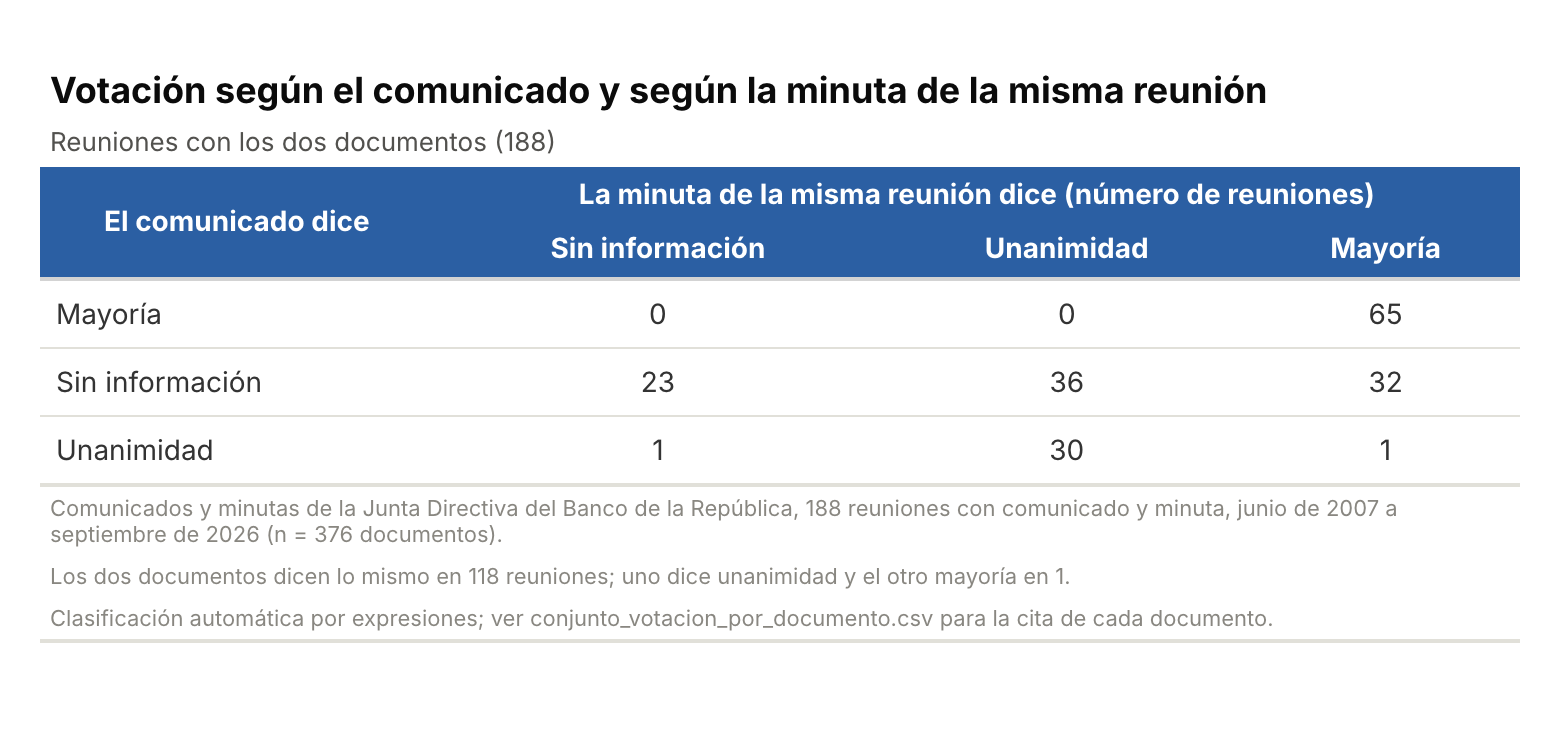 Votación según el comunicado y según la minuta de la misma reunión
Reuniones con los dos documentos (188)
El comunicado dice
La minuta de la misma reunión dice (número de reuniones)
Sin información Unanimidad Mayoría
Mayoría 0 0 65
Sin información 23 36 32
Unanimidad 1 30 1
Comunicados y minutas de la Junta Directiva del Banco de la República, 188 reuniones con comunicado y minuta, junio de 2007 a
septiembre de 2026 (n = 376 documentos).
Los dos documentos dicen lo mismo en 118 reuniones; uno dice unanimidad y el otro mayoría en 1.
Clasificación automática por expresiones; ver conjunto_votacion_por_documento.csv para la cita de cada documento.